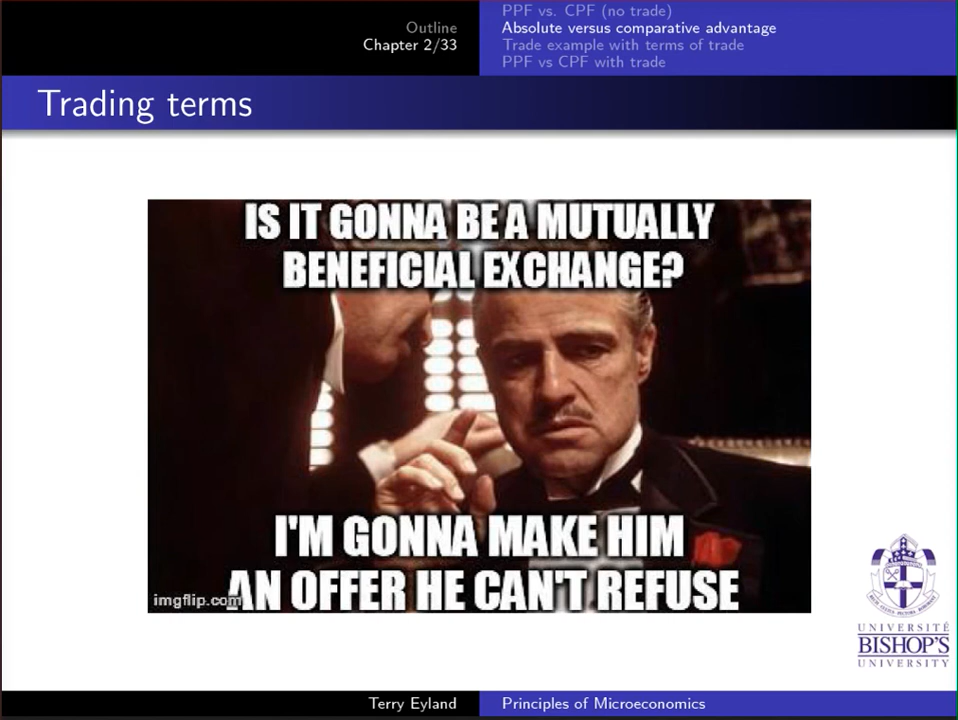 Outline
Chapter 2/33
PPF vs. CPF (no trade)
Absolute versus comparative advantage
Trade example with terms of trade
PPF vs CPF with trade
Trading terms
IS IT GONNA BE A MUTUALLY
BENEFICIAL EXCHANGE?
I'M GONNA MAKE HIM
AN OFFER HE CAN'T REFUSE
imgflip.com
UNIVERSITÉ
BISHOP'S
UNIVERSITY
Terry Eyland
Principles of Microeconomics